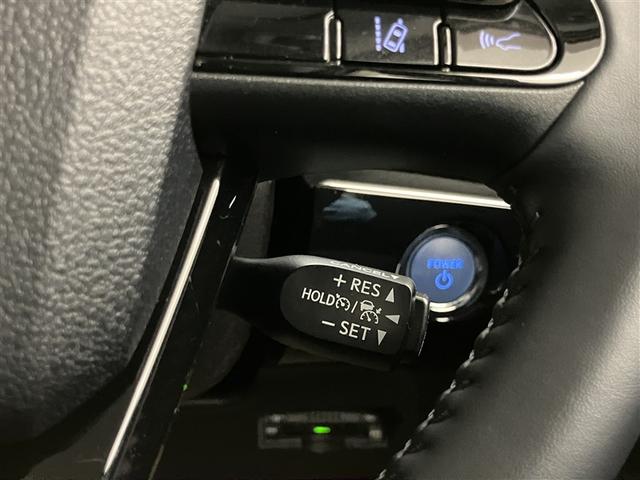 CANCEL
POWER
+ RES
HOLD /
− SET